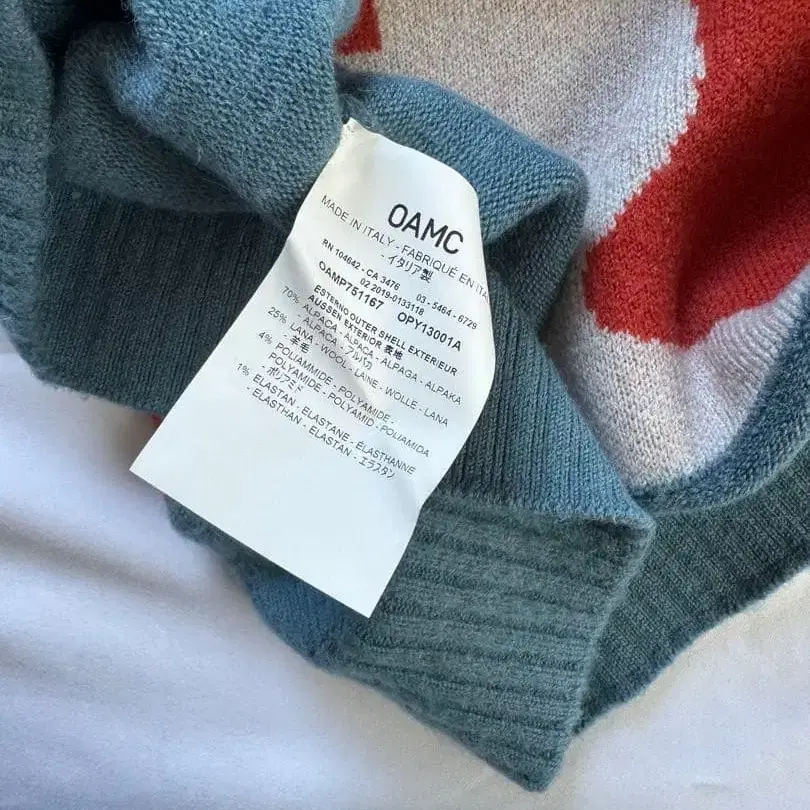 OAMC
MADE IN ITALY - FABRIQUÉ EN ITA
- イタリア製
RN 104642 - CA 3476 03 - 5464 - 6729
02 2019-0133118
OAMP751167 OPY13001A
ESTERNO OUTER SHELL EXTERIEUR
AUSSEN EXTERIOR 表地
70% ALPACA - ALPACA - ALPAGA - ALPAKA
- ALPACA - アルパカ
25% LANA - WOOL - LAINE - WOLLE - LANA
- 羊毛
4% POLIAMMIDE - POLYAMIDE -
POLYAMIDE - POLYAMID - POLIAMIDA
- ポリアミド
1% ELASTAN - ELASTANE - ÉLASTHANNE
- ELASTHAN - ELASTAN - エラスタン